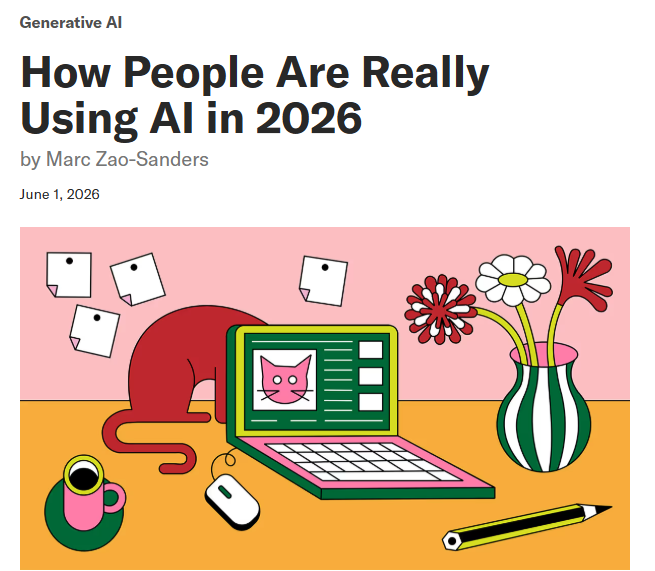 Generative AI
How People Are Really
Using AI in 2026
by Marc Zao-Sanders
June 1, 2026